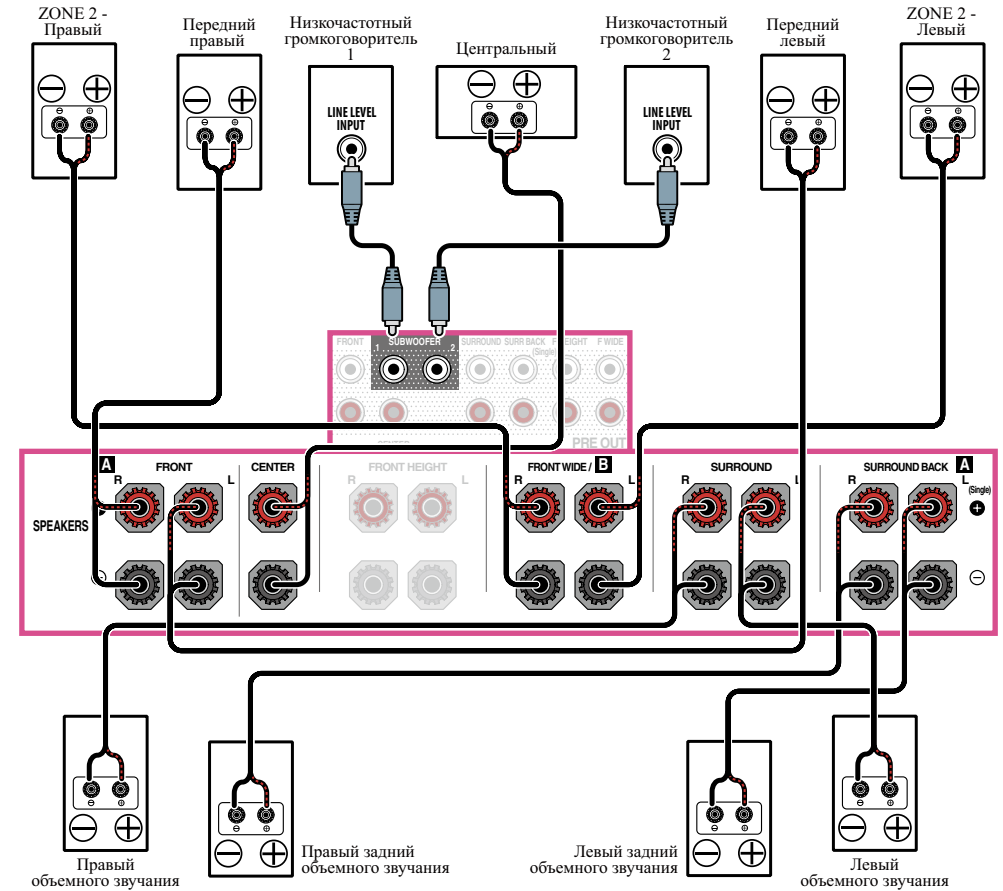 ZONE 2 -
Правый
Передний
правый
Низкочастотный
громкоговоритель
1
Центральный
Низкочастотный
громкоговоритель
2
Передний
левый
ZONE 2 -
Левый
LINE LEVEL
INPUT
LINE LEVEL
INPUT
FRONT
SUBWOOFER
SURROUND
SURR BACK
F WIDE
1
2
(Single)
PRE OUT
A
FRONT
R
L
CENTER
FRONT HEIGHT
R
L
FRONT WIDE / B
R
L
SURROUND
R
L
SURROUND BACK
A
R
L
(Single)
SPEAKERS
Правый
объемного звучания
Правый задний
объемного звучания
Левый задний
объемного звучания
Левый
объемного звучания